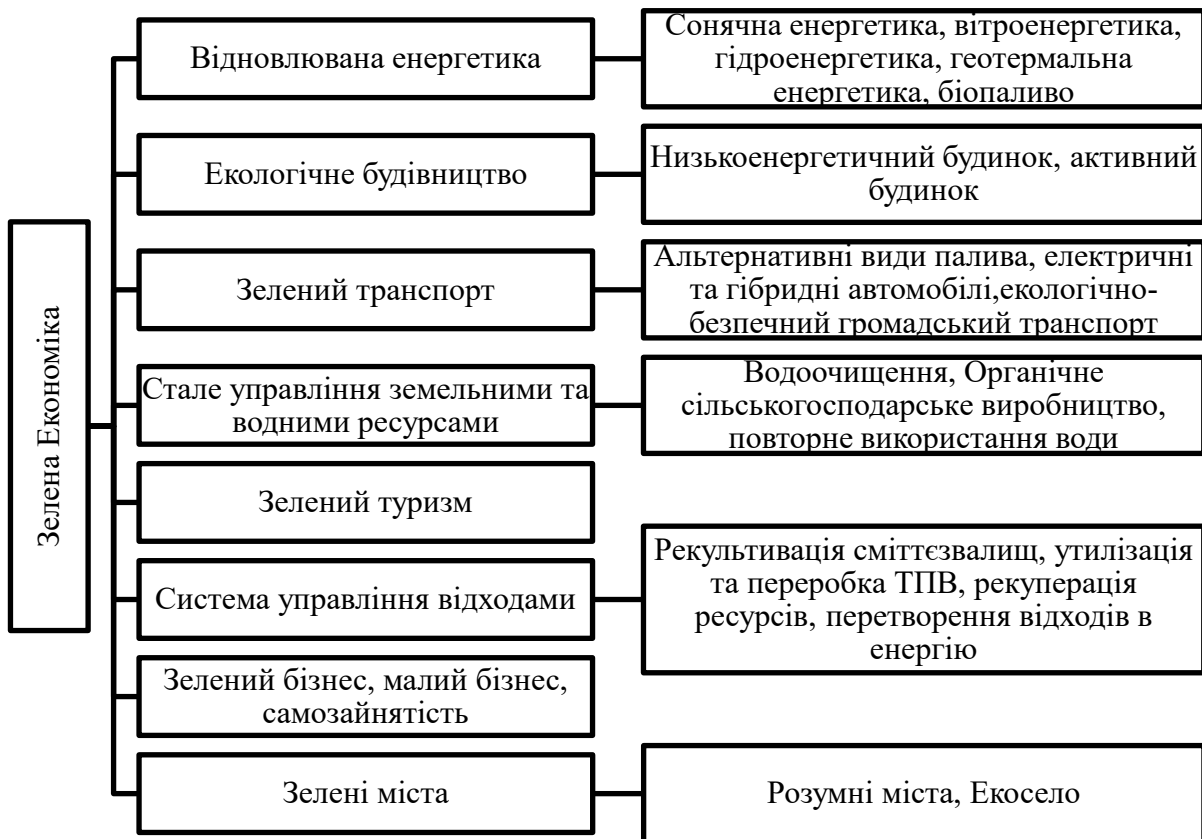 Зелена Економіка
Відновлювана енергетика
Сонячна енергетика, вітроенергетика,
гідроенергетика, геотермальна
енергетика, біопаливо
Екологічне будівництво
Низькоенергетичний будинок, активний
будинок
Зелений транспорт
Альтернативні види палива, електричні
та гібридні автомобілі,екологічно-
безпечний громадський транспорт
Стале управління земельними та
водними ресурсами
Водоочищення, Органічне
сільськогосподарське виробництво,
повторне використання води
Зелений туризм
Система управління відходами
Рекультивація сміттєзвалищ, утилізація
та переробка ТПВ, рекуперація
ресурсів, перетворення відходів в
енергію
Зелений бізнес, малий бізнес,
самозайнятість
Зелені міста
Розумні міста, Екосело